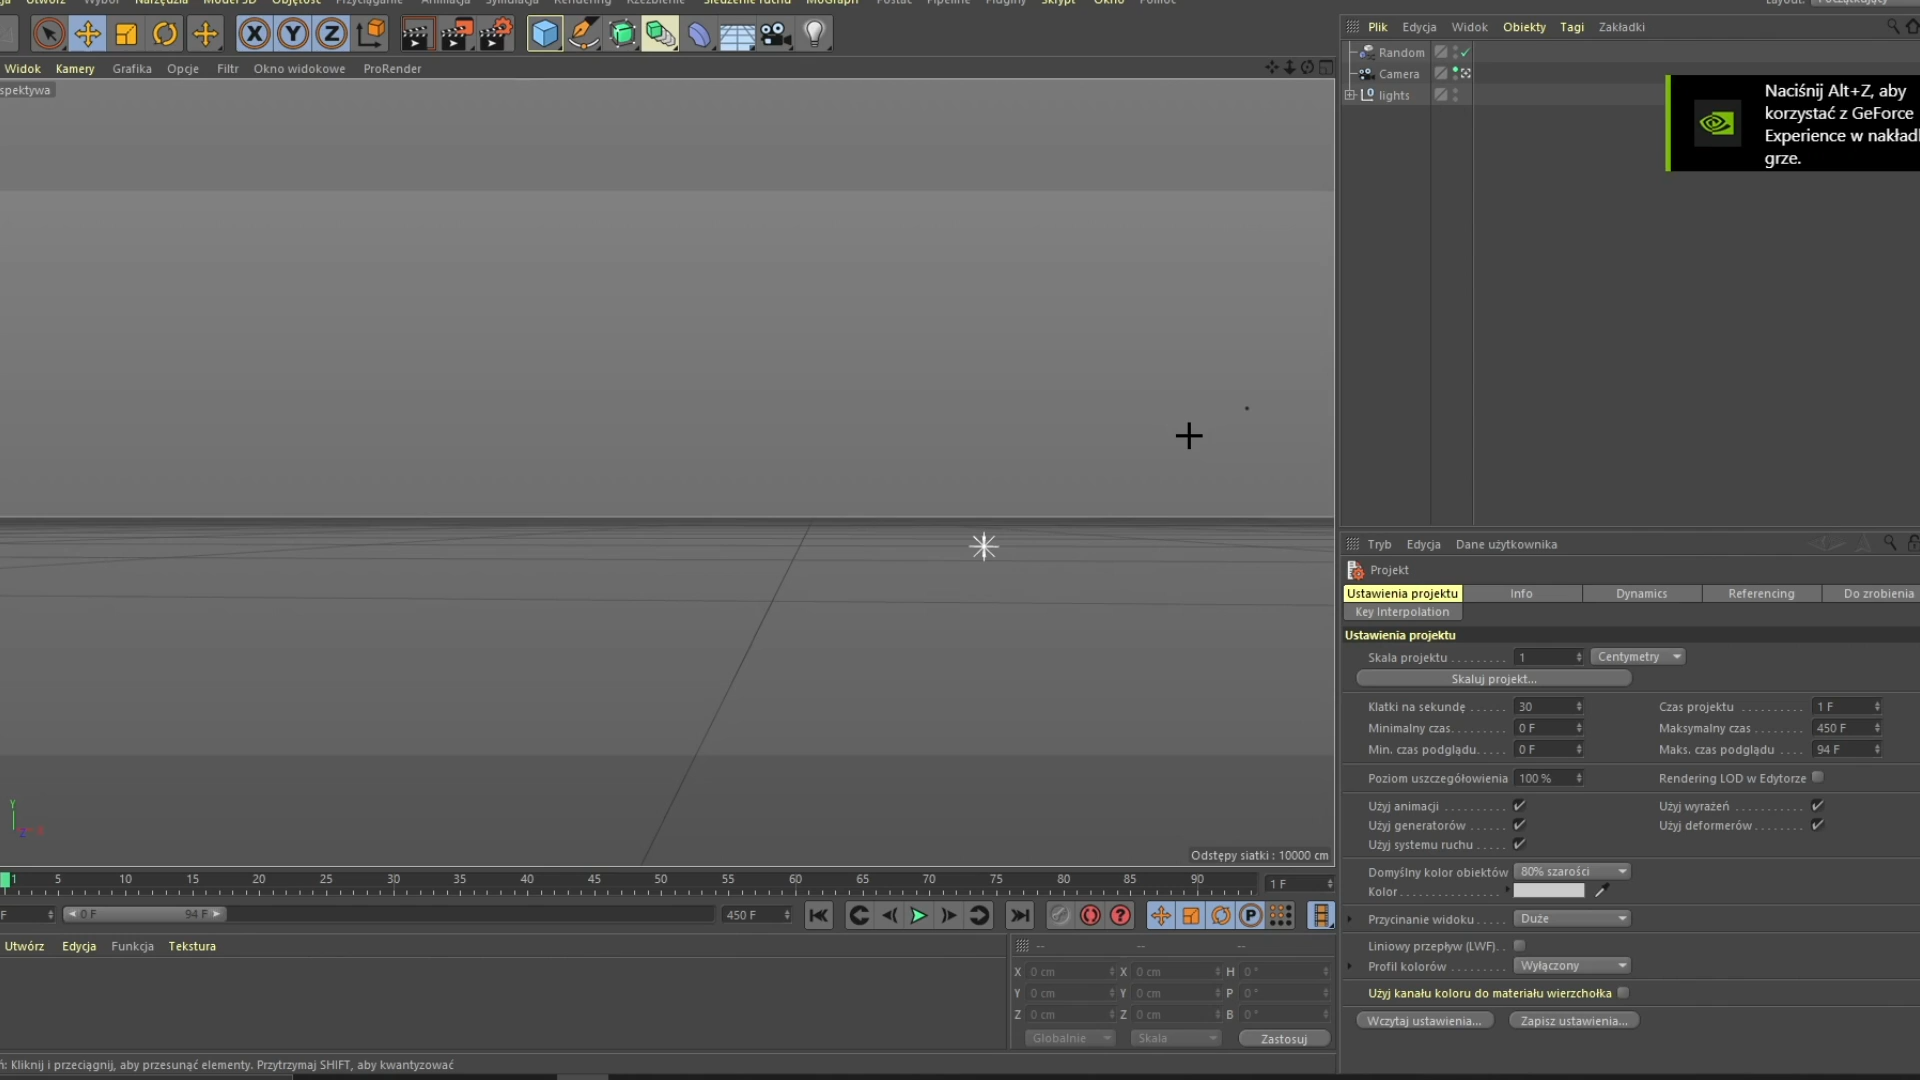 Utwórz Wybór Narzędzia Model 3D Objętość Przyciąganie Animacja Symulacja Rendering Rzeźbienie Śledzenie ruchu MoGraph Postać Pipeline Pluginy Skrypt Okno Pomoc
Layout: Początkujący
Plik Edycja Widok Obiekty Tagi Zakładki
X Y Z
Widok Kamery Grafika Opcje Filtr Okno widokowe ProRender
spektywa
Random
Camera
lights
Naciśnij Alt+Z, aby
korzystać z GeForce
Experience w nakład
grze.
Tryb Edycja Dane użytkownika
Projekt
Ustawienia projektu Info Dynamics Referencing Do zrobienia
Key Interpolation
Ustawienia projektu
Skala projektu ......... 1 Centymetry
Skaluj projekt...
Klatki na sekundę ...... 30 Czas projektu .......... 1 F
Minimalny czas....... 0 F Maksymalny czas ....... 450 F
Min. czas podglądu..... 0 F Maks. czas podglądu .... 94 F
Poziom uszczegółowienia 100 % Rendering LOD w Edytorze
Użyj animacji .......... Użyj wyrażeń ..........
Użyj generatorów ...... Użyj deformerów........
Użyj systemu ruchu .....
Domyślny kolor obiektów 80% szarości
Kolor...............
Przycinanie widoku..... Duże
Liniowy przepływ (LWF). .
Profil kolorów ......... Wyłączony
Użyj kanału koloru do materiału wierzchołka
Wczytaj ustawienia... Zapisz ustawienia...
Y
Z X
Odstępy siatki : 10000 cm
1 5 10 15 20 25 30 35 40 45 50 55 60 65 70 75 80 85 90 1 F
F 0 F 94 F 450 F
P
Utwórz Edycja Funkcja Tekstura
-- -- --
X 0 cm X 0 cm H 0 °
Y 0 cm Y 0 cm P 0 °
Z 0 cm Z 0 cm B 0 °
Globalnie Skala Zastosuj
ń: Kliknij i przeciągnij, aby przesunąć elementy. Przytrzymaj SHIFT, aby kwantyzować